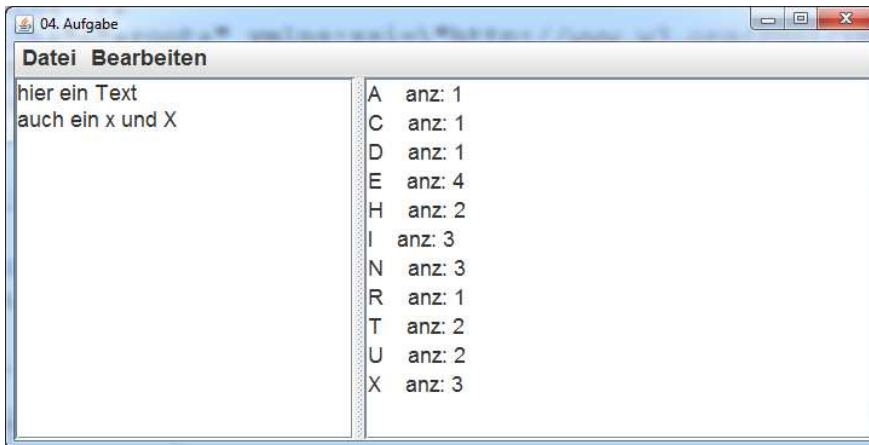 04. Aufgabe
Datei Bearbeiten
hier ein Text
auch ein x und X
A anz: 1
C anz: 1
D anz: 1
E anz: 4
H anz: 2
I anz: 3
N anz: 3
R anz: 1
T anz: 2
U anz: 2
X anz: 3